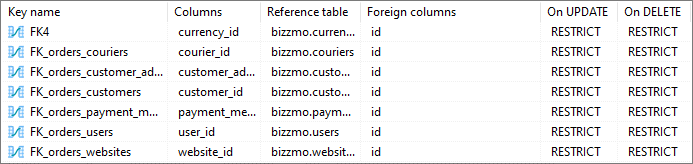 Key name Columns Reference table Foreign columns On UPDATE On DELETE
FK4 currency_id bizzmo.curren... id RESTRICT RESTRICT
FK_orders_couriers courier_id bizzmo.couriers id RESTRICT RESTRICT
FK_orders_customer_ad... customer_ad... bizzmo.custo... id RESTRICT RESTRICT
FK_orders_customers customer_id bizzmo.custo... id RESTRICT RESTRICT
FK_orders_payment_m... payment_me... bizzmo.paym... id RESTRICT RESTRICT
FK_orders_users user_id bizzmo.users id RESTRICT RESTRICT
FK_orders_websites website_id bizzmo.websit... id RESTRICT RESTRICT